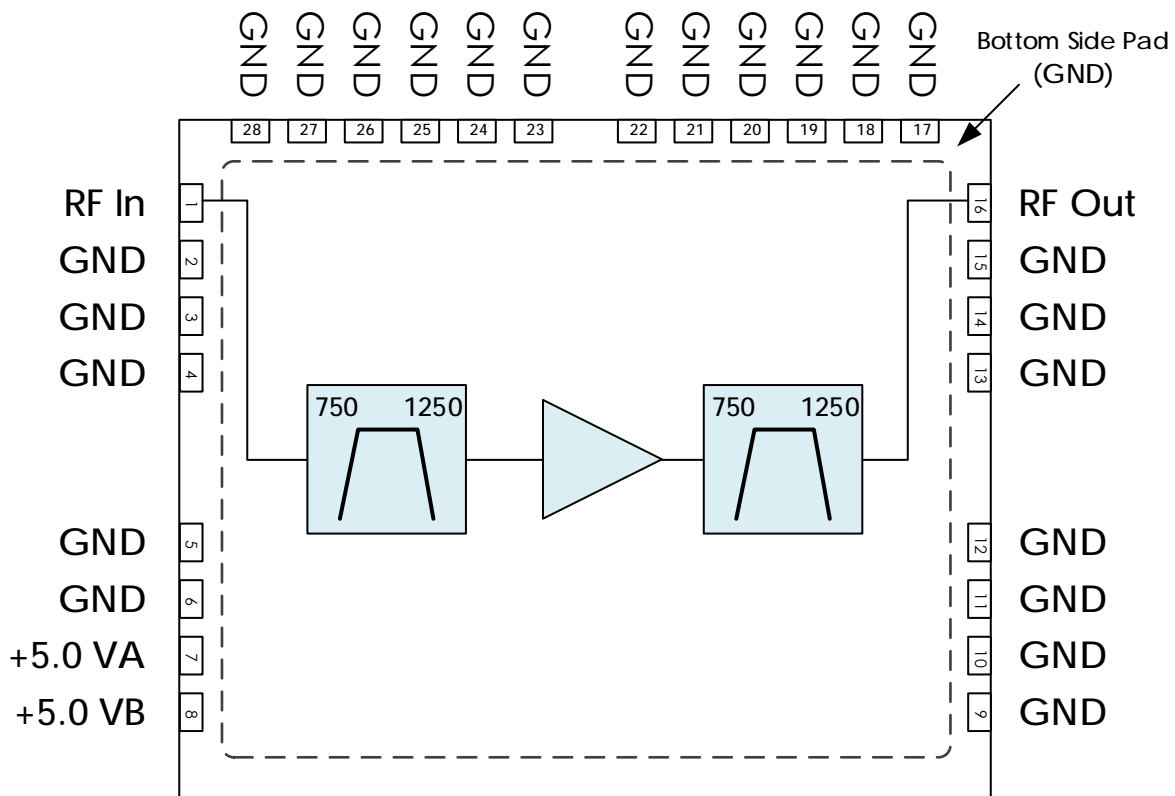 GND GND GND GND GND GND GND GND GND GND GND GND
Bottom Side Pad
(GND)
28 27 26 25 24 23 22 21 20 19 18 17
RF In 1 16 RF Out
GND 2 15 GND
GND 3 14 GND
GND 4 13 GND
750 1250 750 1250
GND 5 12 GND
GND 6 11 GND
+5.0 VA 7 10 GND
+5.0 VB 8 9 GND